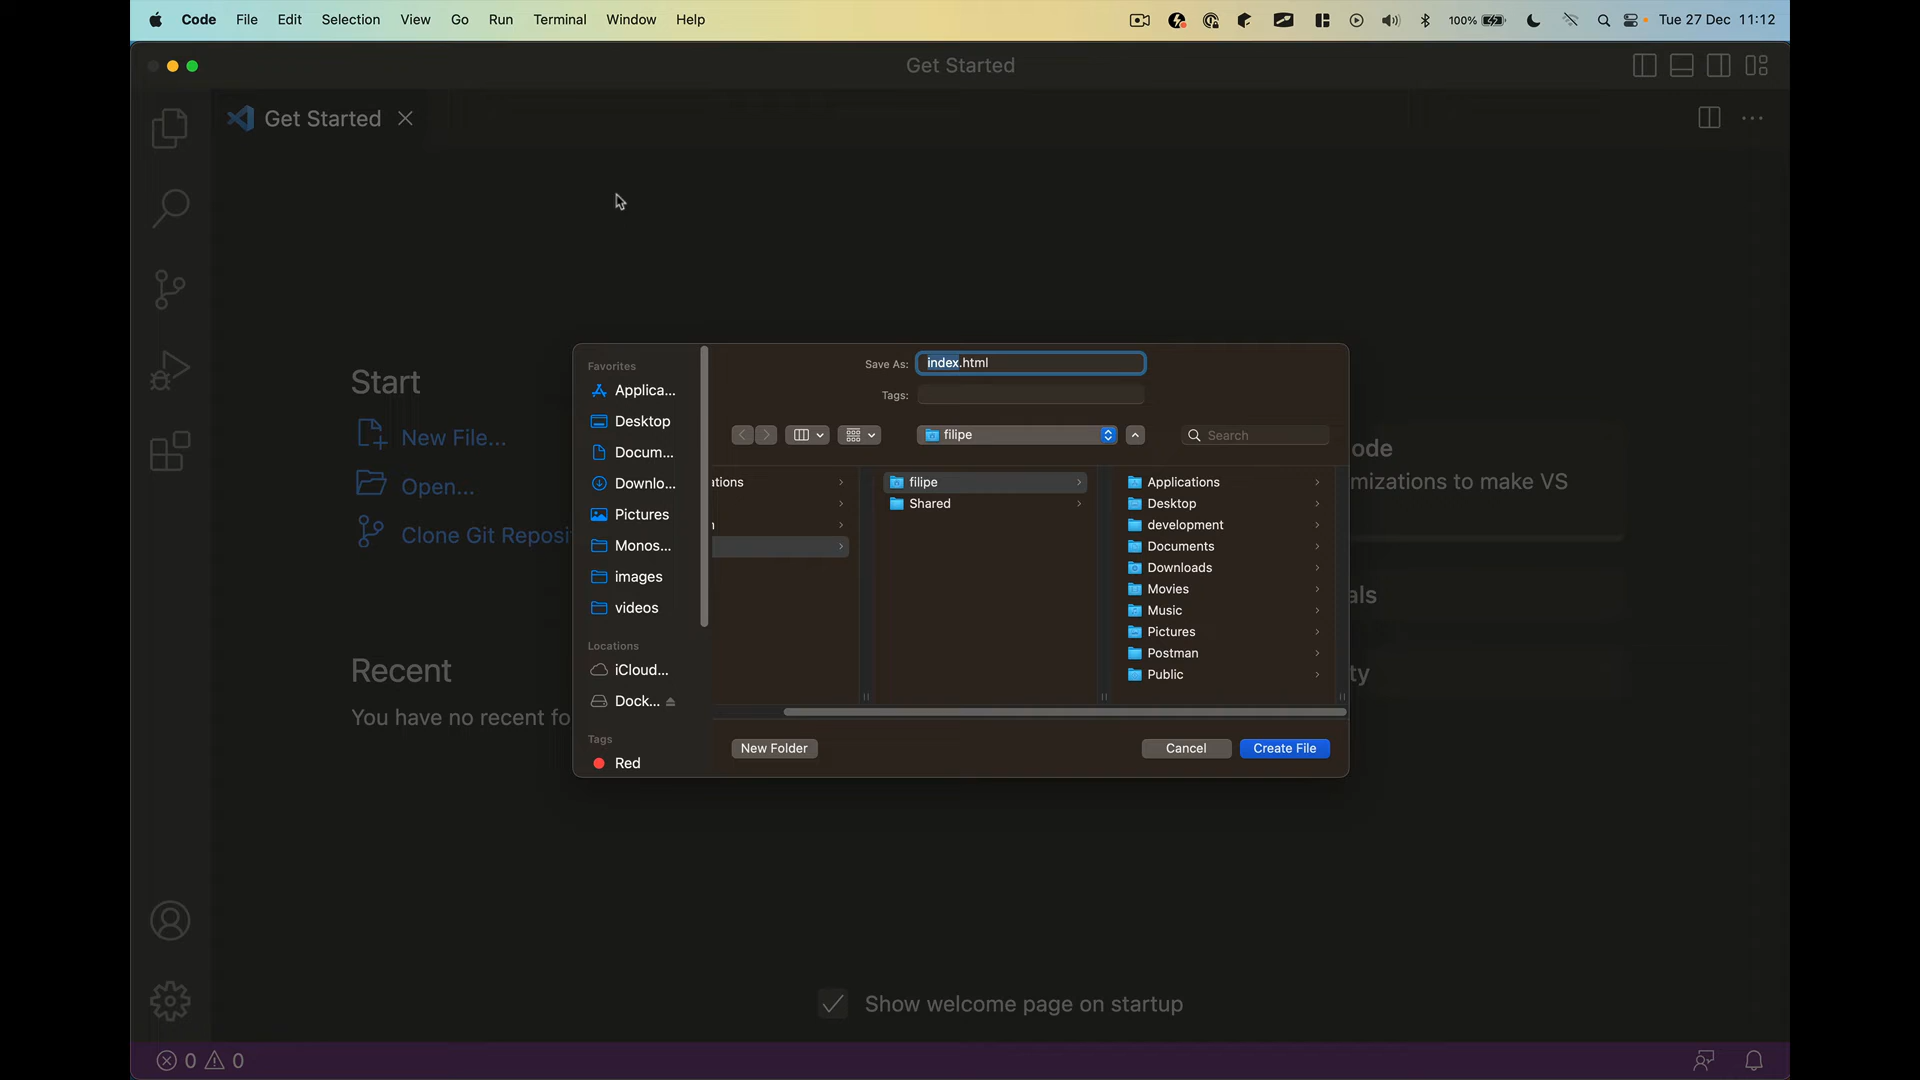 Code File Edit Selection View Go Run Terminal Window Help 100% Tue 27 Dec 11:12
Get Started
Get Started
Start
New File...
Open...
Clone Git Reposi
Recent
You have no recent fo
Favorites
Applica...
Desktop
Docum...
Downlo...
Pictures
Monos...
images
videos
Locations
iCloud...
Dock...
Tags
Red
Save As: index.html
Tags:
filipe
Search
ations
filipe
Shared
Applications
Desktop
development
Documents
Downloads
Movies
Music
Pictures
Postman
Public
New Folder
Cancel
Create File
ode
mizations to make VS
als
ty
Show welcome page on startup
0 0